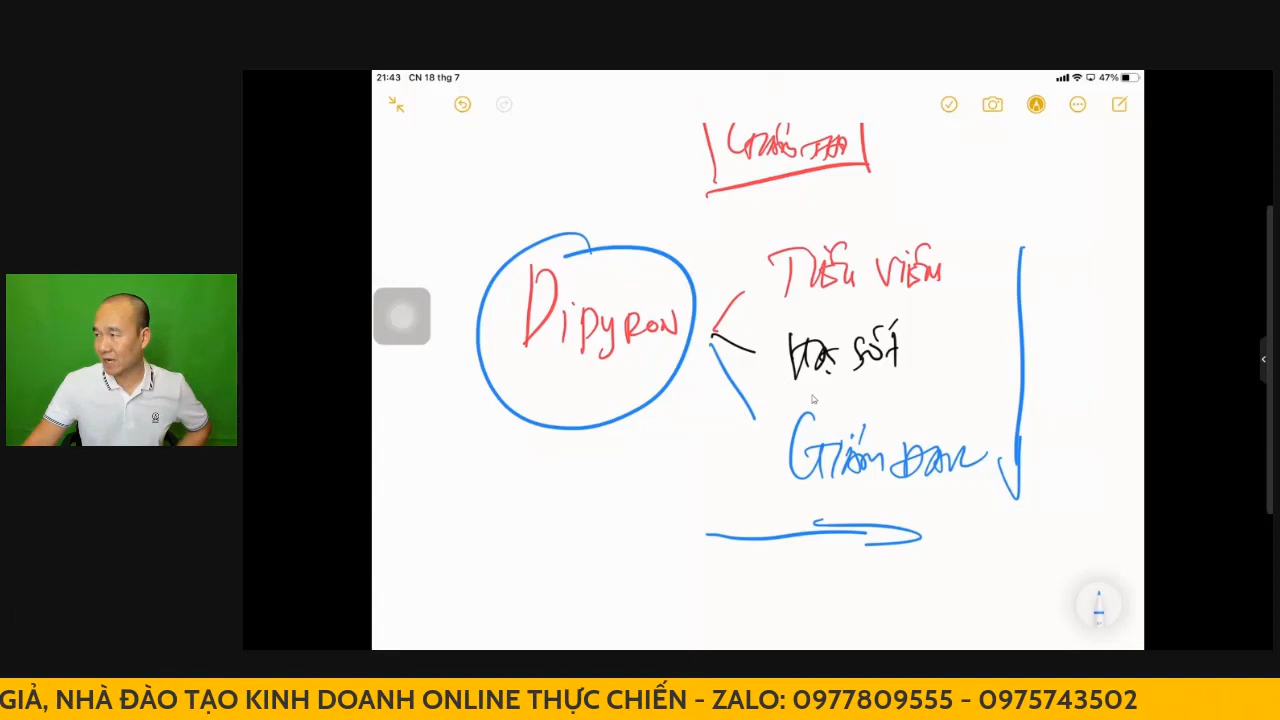 21:43 CN 18 thg 7
47%
Dipyron
Tiêu viêm
Hạ sốt
Giảm đau
GIẢ, NHÀ ĐÀO TẠO KINH DOANH ONLINE THỰC CHIẾN - ZALO: 0977809555 - 0975743502